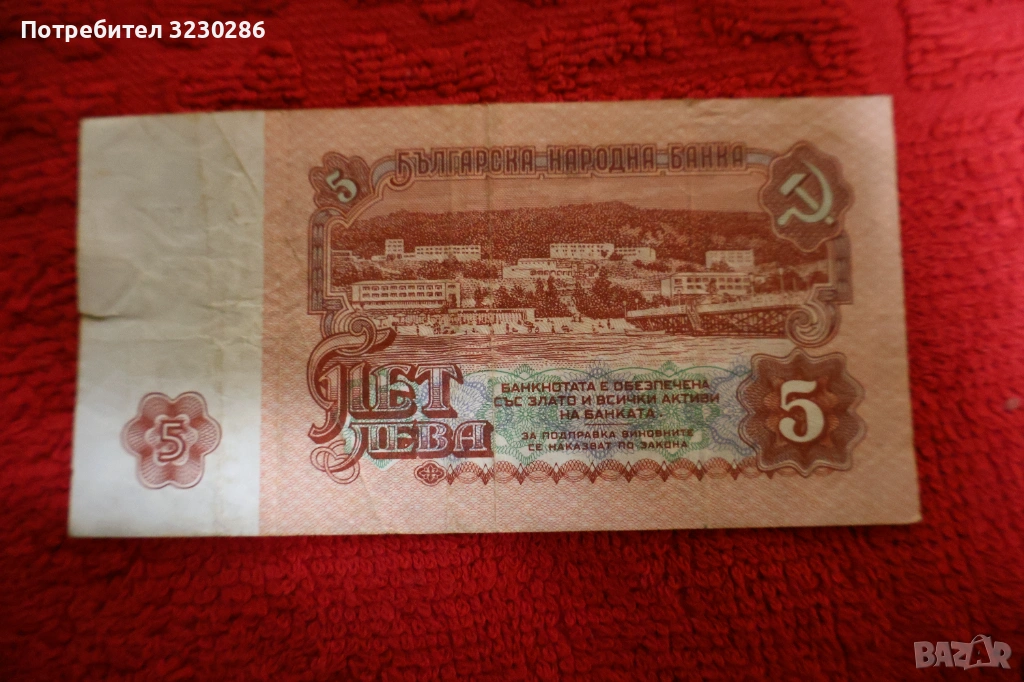 Потребител 3230286
5
БЪЛГАРСКА НАРОДНА БАНКА
ПЕТ
ЛЕВА
БАНКНОТАТА Е ОБЕЗПЕЧЕНА
СЪС ЗЛАТО И ВСИЧКИ АКТИВИ
НА БАНКАТА
ЗА ПОДПРАВКА ВИНОВНИТЕ
СЕ НАКАЗВАТ ПО ЗАКОНА
5
5
BAZAR